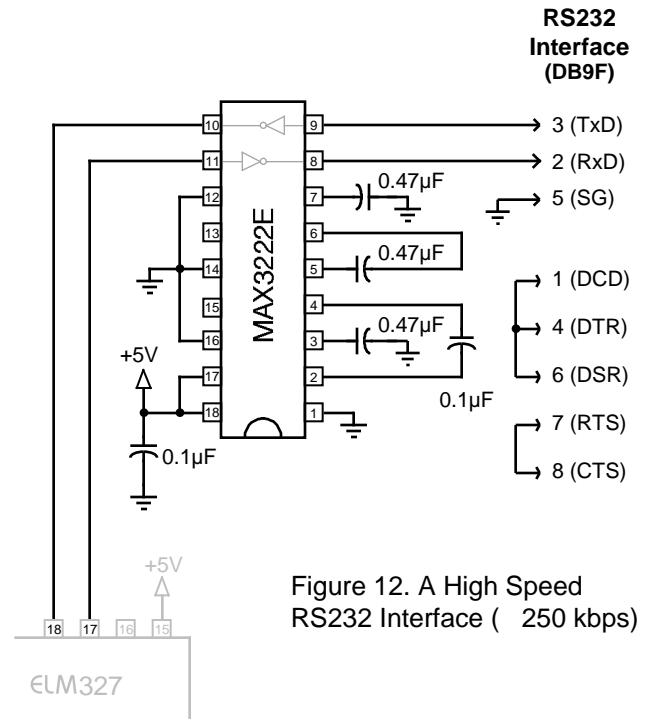 RS232
Interface
(DB9F)
10
9
3 (TxD)
11
8
2 (RxD)
12
7
0.47µF
5 (SG)
13
6
14
5
0.47µF
1 (DCD)
15
4
MAX3222E
16
3
0.47µF
4 (DTR)
+5V
17
2
6 (DSR)
0.1µF
18
1
7 (RTS)
0.1µF
8 (CTS)
+5V
Figure 12. A High Speed
RS232 Interface ( 250 kbps)
18
17
16
15
ELM327